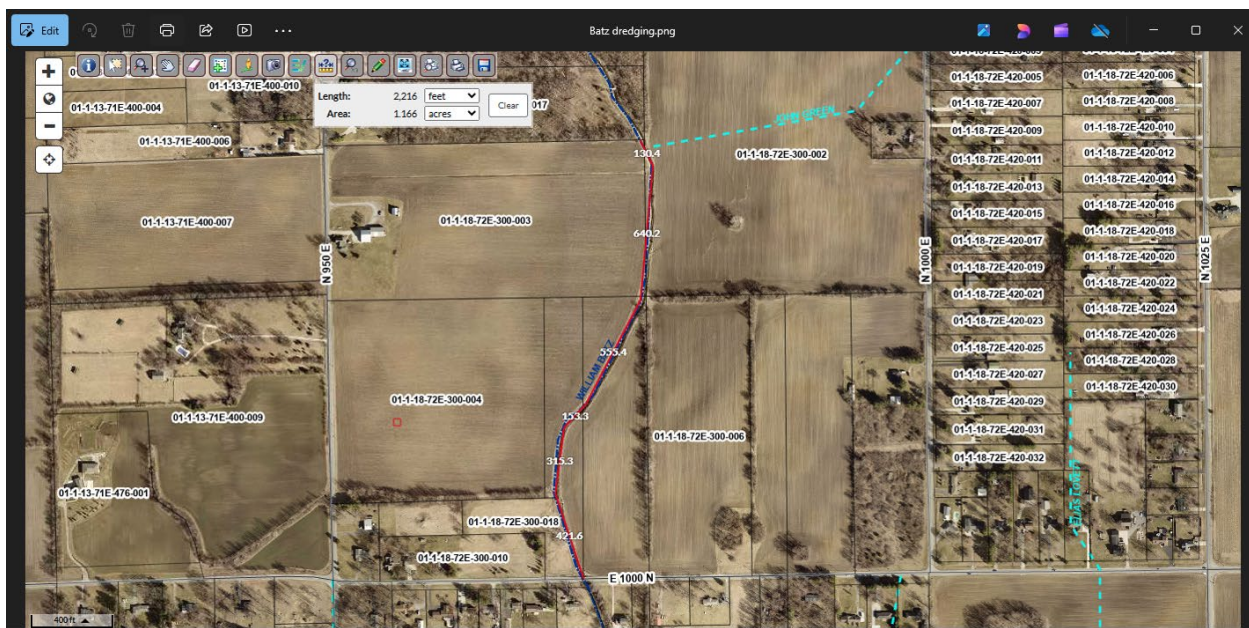 Edit
Batz dredging.png
01-1-13-71E-400-010
Length: 2,216 feet
Area: 1.166 acres
Clear
017
01-1-13-71E-400-004
01-1-13-71E-400-006
01-1-13-71E-400-007
01-1-18-72E-300-003
01-1-18-72E-300-002
130.4
640.2
N 950 E
N 1000 E
N 1025 E
01-1-18-72E-420-005
01-1-18-72E-420-006
01-1-18-72E-420-007
01-1-18-72E-420-008
01-1-18-72E-420-009
01-1-18-72E-420-010
01-1-18-72E-420-011
01-1-18-72E-420-012
01-1-18-72E-420-013
01-1-18-72E-420-014
01-1-18-72E-420-015
01-1-18-72E-420-016
01-1-18-72E-420-017
01-1-18-72E-420-018
01-1-18-72E-420-019
01-1-18-72E-420-020
01-1-18-72E-420-021
01-1-18-72E-420-022
01-1-18-72E-420-023
01-1-18-72E-420-024
01-1-18-72E-420-025
01-1-18-72E-420-026
01-1-18-72E-420-027
01-1-18-72E-420-028
01-1-18-72E-420-029
01-1-18-72E-420-030
01-1-18-72E-420-031
01-1-18-72E-420-032
555.4
WILLIAM BATZ
01-1-18-72E-300-004
153.3
01-1-13-71E-400-009
01-1-18-72E-300-006
315.3
01-1-13-71E-476-001
01-1-18-72E-300-018
421.6
01-1-18-72E-300-010
E 1000 N
400 ft